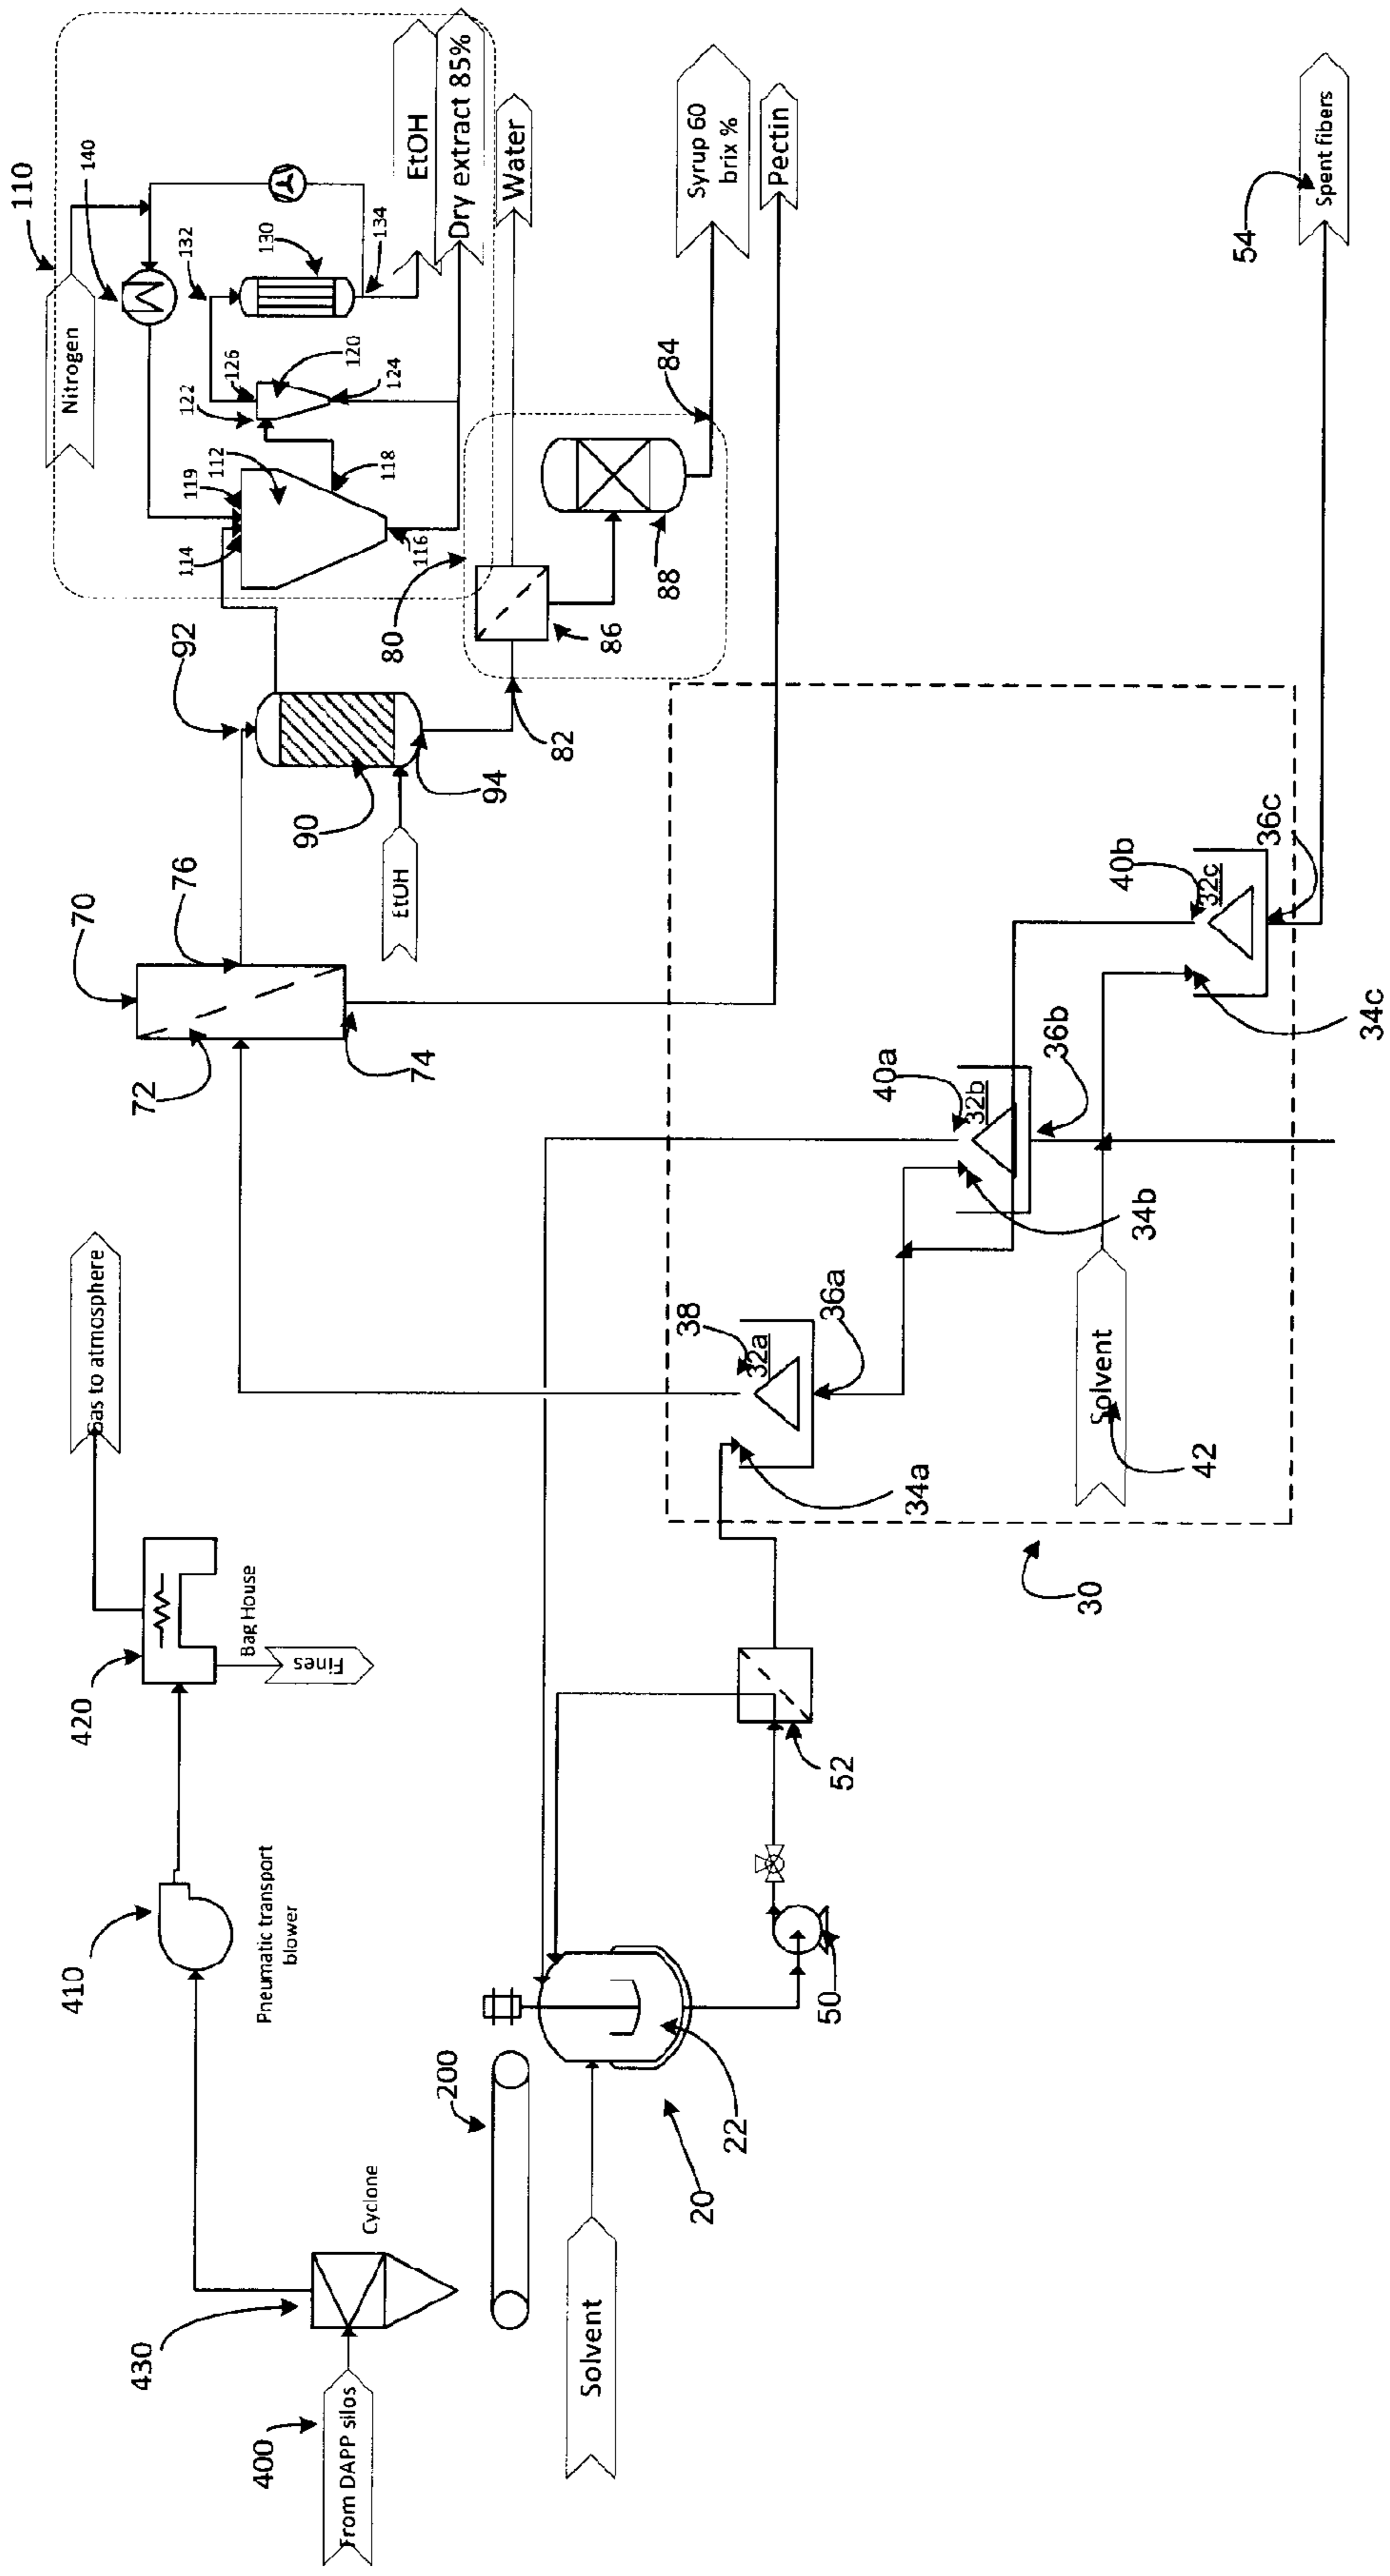 110
Nitrogen
140
132
130
134
EtOH
Dry extract 85%
Water
Syrup 60
brix %
Pectin
54
Spent fibers
126
122
120
124
119
112
114
118
116
80
86
88
84
92
90
94
82
EtOH
70
76
72
74
Gas to atmosphere
420
Bag House
Fines
410
Pneumatic transport
blower
430
Cyclone
400
From DAPP silos
200
Solvent
20
22
50
52
30
38
32a
34a
36a
40a
32b
34b
36b
40b
32c
34c
36c
Solvent
42